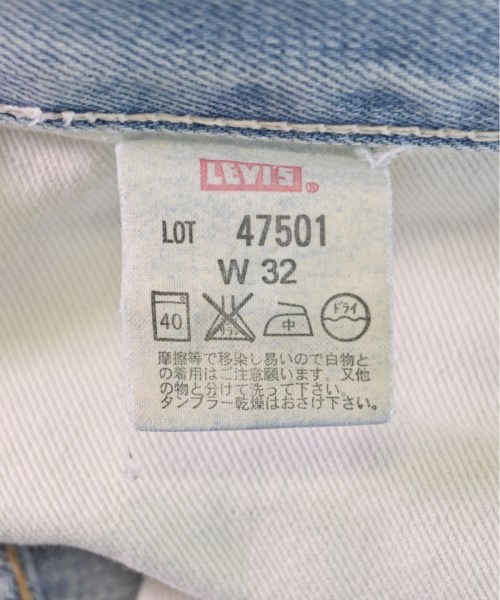 LEVI'S ®
LOT 47501
W 32
40 サラシ 中 ドライ
摩擦等で移染し易いので白物と
の着用はご注意願います。又他
の物と分けて洗って下さい。
タンブラー乾燥はおさけ下さい。